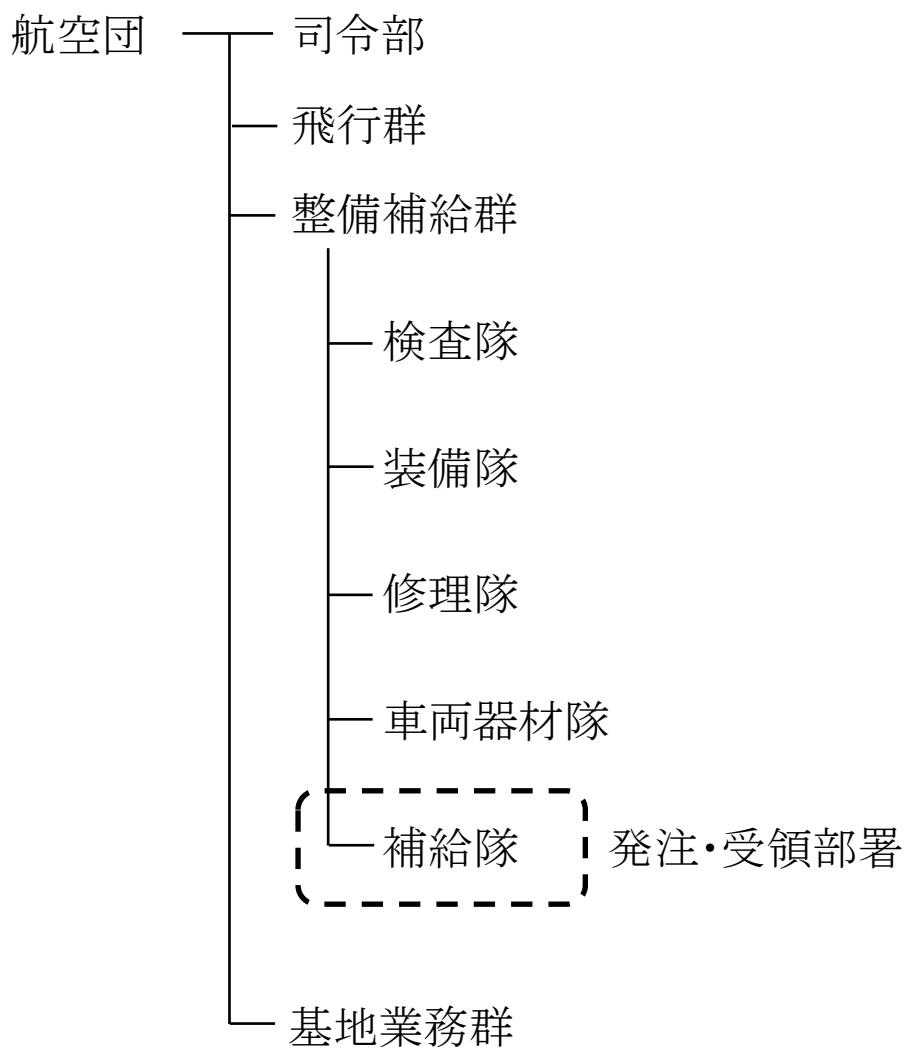 航空団 司令部
飛行群
整備補給群
検査隊
装備隊
修理隊
車両器材隊
補給隊 発注・受領部署
基地業務群